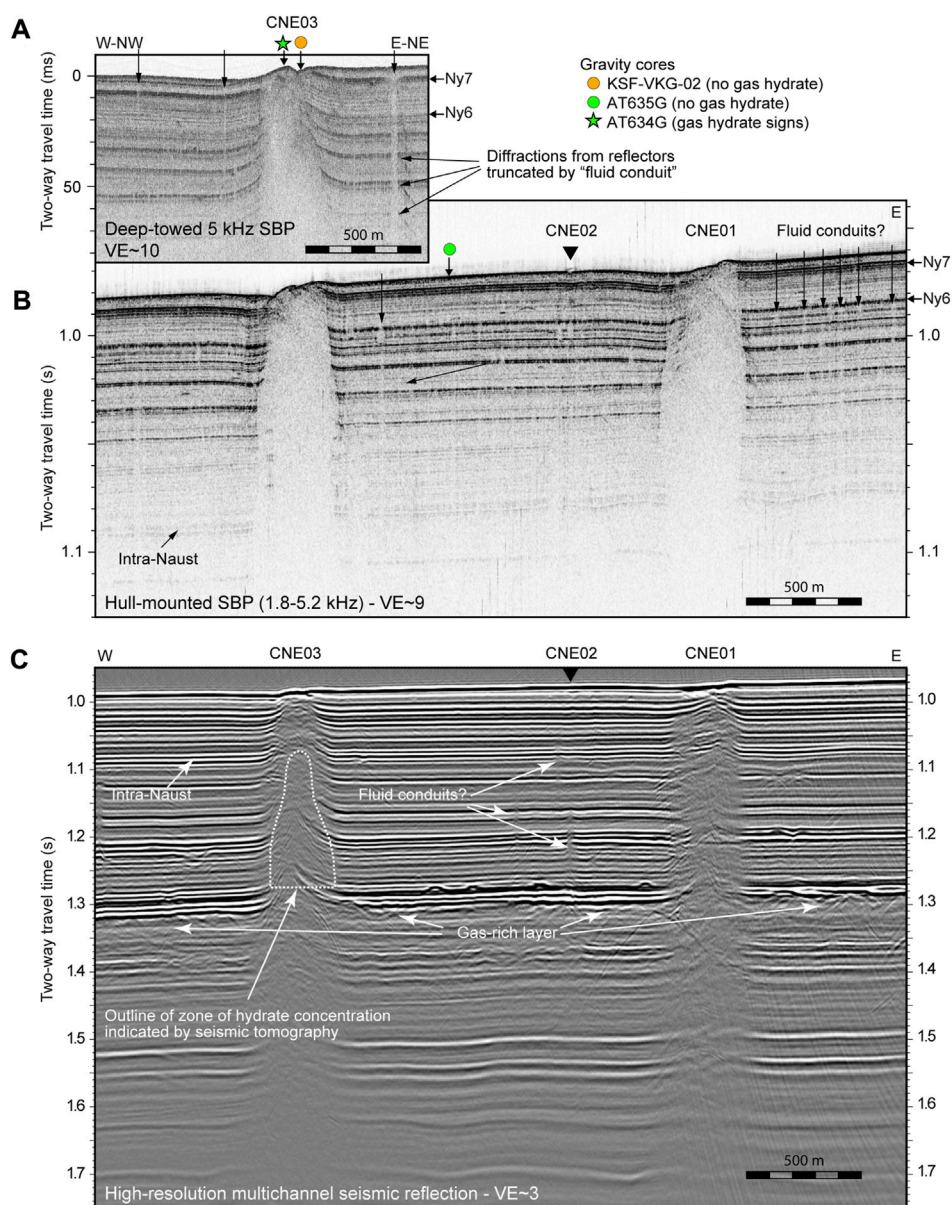 A
CNE03
W-NW
E-NE
Two-way travel time (ms)
0
50
Ny7
Ny6
Gravity cores
KSF-VKG-02 (no gas hydrate)
AT635G (no gas hydrate)
AT634G (gas hydrate signs)
Diffractions from reflectors
truncated by “fluid conduit”
Deep-towed 5 kHz SBP
VE~10
500 m
B
CNE02
CNE01
Fluid conduits?
E
Ny7
Ny6
Two-way travel time (s)
1.0
1.1
1.0
1.1
Intra-Naust
Hull-mounted SBP (1.8-5.2 kHz) - VE~9
500 m
C
W
CNE03
CNE02
CNE01
E
Two-way travel time (s)
1.0
1.1
1.2
1.3
1.4
1.5
1.6
1.7
1.0
1.1
1.2
1.3
1.4
1.5
1.6
1.7
Intra-Naust
Fluid conduits?
Gas-rich layer
Outline of zone of hydrate concentration
indicated by seismic tomography
500 m
High-resolution multichannel seismic reflection - VE~3